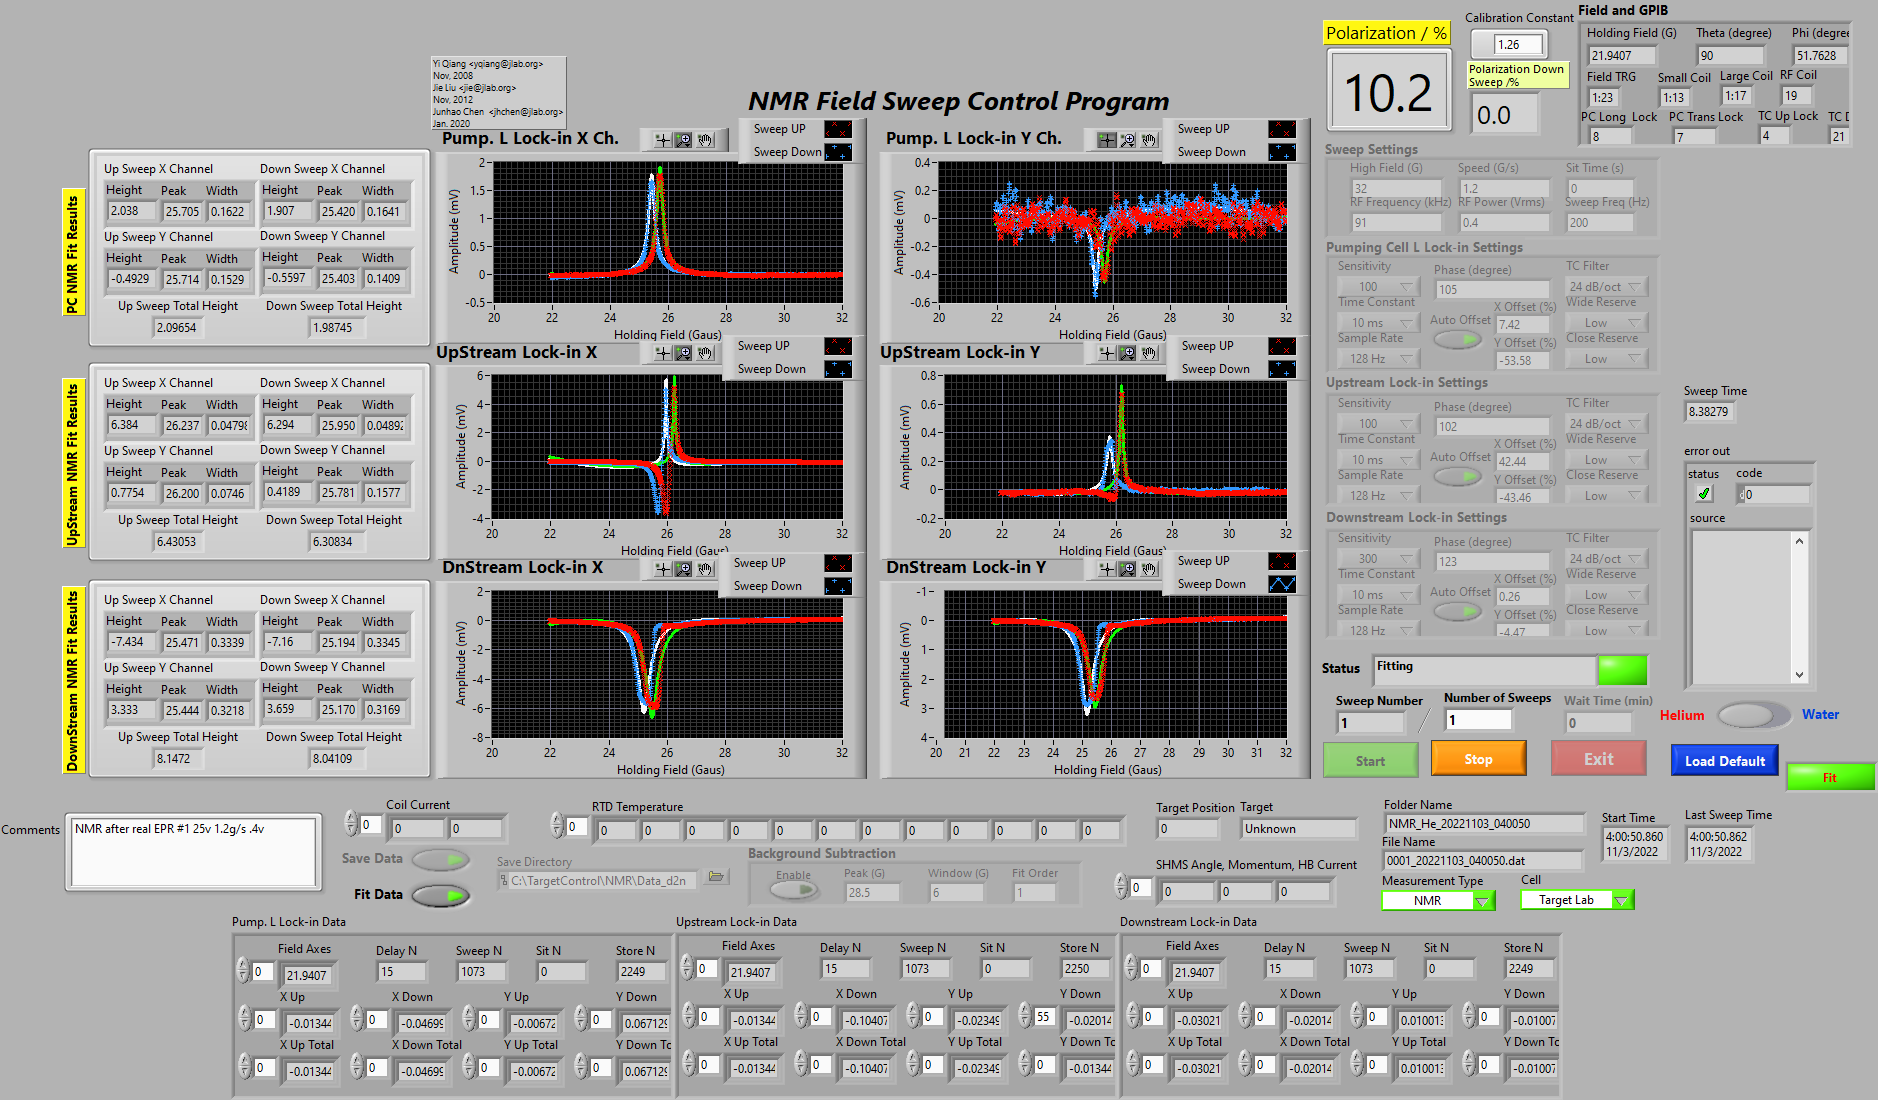 Yi Qiang <yqiang@jlab.org>
Nov, 2008
Jie Liu <jie@jlab.org>
Nov, 2012
Junhao Chen <jhchen@jlab.org>
Jan. 2020
NMR Field Sweep Control Program
Polarization / %
10.2
Calibration Constant
1.26
Polarization Down
Sweep /%
0.0
Field and GPIB
Holding Field (G) Theta (degree) Phi (degree
21.9407 90 51.7628
Field TRG Small Coil Large Coil RF Coil
1:23 1:13 1:17 19
PC Long Lock PC Trans Lock TC Up Lock TC D
8 7 4 21
PC NMR Fit Results
Up Sweep X Channel Down Sweep X Channel
Height Peak Width Height Peak Width
2.038 25.705 0.1622 1.907 25.420 0.1641
Up Sweep Y Channel Down Sweep Y Channel
Height Peak Width Height Peak Width
-0.4929 25.714 0.1529 -0.5597 25.403 0.1409
Up Sweep Total Height Down Sweep Total Height
2.09654 1.98745
UpStream NMR Fit Results
Up Sweep X Channel Down Sweep X Channel
Height Peak Width Height Peak Width
6.384 26.237 0.04798 6.294 25.950 0.04892
Up Sweep Y Channel Down Sweep Y Channel
Height Peak Width Height Peak Width
0.7754 26.200 0.0746 0.4189 25.781 0.1577
Up Sweep Total Height Down Sweep Total Height
6.43053 6.30834
DownStream NMR Fit Results
Up Sweep X Channel Down Sweep X Channel
Height Peak Width Height Peak Width
-7.434 25.471 0.3339 -7.16 25.194 0.3345
Up Sweep Y Channel Down Sweep Y Channel
Height Peak Width Height Peak Width
3.333 25.444 0.3218 3.659 25.170 0.3169
Up Sweep Total Height Down Sweep Total Height
8.1472 8.04109
Pump. L Lock-in X Ch.
Sweep UP
Sweep Down
Amplitude (mV)
2
1.5
1
0.5
0
-0.5
20 22 24 26 28 30 32
Holding Field (Gaus)
Pump. L Lock-in Y Ch.
Sweep UP
Sweep Down
Amplitude (mV)
0.4
0.2
0
-0.2
-0.4
-0.6
20 22 24 26 28 30 32
Holding Field (Gaus)
UpStream Lock-in X
Sweep UP
Sweep Down
Amplitude (mV)
6
4
2
0
-2
-4
20 22 24 26 28 30 32
Holding Field (Gaus)
UpStream Lock-in Y
Sweep UP
Sweep Down
Amplitude (mV)
0.8
0.6
0.4
0.2
0
-0.2
20 22 24 26 28 30 32
Holding Field (Gaus)
DnStream Lock-in X
Sweep UP
Sweep Down
Amplitude (mV)
2
0
-2
-4
-6
-8
20 22 24 26 28 30 32
Holding Field (Gaus)
DnStream Lock-in Y
Sweep UP
Sweep Down
Amplitude (mV)
-1
0
1
2
3
4
20 21 22 23 24 25 26 27 28 29 30 31 32
Holding Field (Gaus)
Sweep Settings
High Field (G) Speed (G/s) Sit Time (s)
32 1.2 0
RF Frequency (kHz) RF Power (Vrms) Sweep Freq (Hz)
91 0.4 200
Pumping Cell L Lock-in Settings
Sensitivity Phase (degree) TC Filter
100 105 24 dB/oct
Time Constant X Offset (%) Wide Reserve
10 ms Auto Offset 7.42 Low
Sample Rate Y Offset (%) Close Reserve
128 Hz -53.58 Low
Upstream Lock-in Settings
Sensitivity Phase (degree) TC Filter
100 102 24 dB/oct
Time Constant X Offset (%) Wide Reserve
10 ms Auto Offset 42.44 Low
Sample Rate Y Offset (%) Close Reserve
128 Hz -43.46 Low
Downstream Lock-in Settings
Sensitivity Phase (degree) TC Filter
300 123 24 dB/oct
Time Constant X Offset (%) Wide Reserve
10 ms Auto Offset 0.26 Low
Sample Rate Y Offset (%) Close Reserve
128 Hz -4.47 Low
Sweep Time
8.38279
error out
status code
0
source
Status Fitting
Sweep Number Number of Sweeps Wait Time (min)
1 / 1 0
Helium Water
Start Stop Exit Load Default Fit
Comments
NMR after real EPR #1 25v 1.2g/s .4v
Coil Current
0 0 0
Save Data
Fit Data
RTD Temperature
0 0 0 0 0 0 0 0 0 0 0 0 0
Save Directory
C:\TargetControl\NMR\Data_d2n
Background Subtraction
Enable Peak (G) Window (G) Fit Order
28.5 6 1
Target Position Target
0 Unknown
SHMS Angle, Momentum, HB Current
0 0 0 0
Folder Name
NMR_He_20221103_040050
File Name
0001_20221103_040050.dat
Measurement Type Cell
NMR Target Lab
Start Time Last Sweep Time
4:00:50.860 4:00:50.862
11/3/2022 11/3/2022
Pump. L Lock-in Data
Field Axes Delay N Sweep N Sit N Store N
0 21.9407 15 1073 0 2249
X Up X Down Y Up Y Down
0 -0.01344 0 -0.04699 0 -0.00672 0 0.067129
X Up Total X Down Total Y Up Total Y Down Tc
0 -0.01344 0 -0.04699 0 -0.00672 0 0.067129
Upstream Lock-in Data
Field Axes Delay N Sweep N Sit N Store N
0 21.9407 15 1073 0 2250
X Up X Down Y Up Y Down
0 -0.01344 0 -0.10407 0 -0.02349 55 -0.02014
X Up Total X Down Total Y Up Total Y Down Tc
0 -0.01344 0 -0.10407 0 -0.02349 0 -0.01344
Downstream Lock-in Data
Field Axes Delay N Sweep N Sit N Store N
0 21.9407 15 1073 0 2249
X Up X Down Y Up Y Down
0 -0.03021 0 -0.02014 0 0.010013 0 -0.01007
X Up Total X Down Total Y Up Total Y Down Tc
0 -0.03021 0 -0.02014 0 0.010013 0 -0.01007